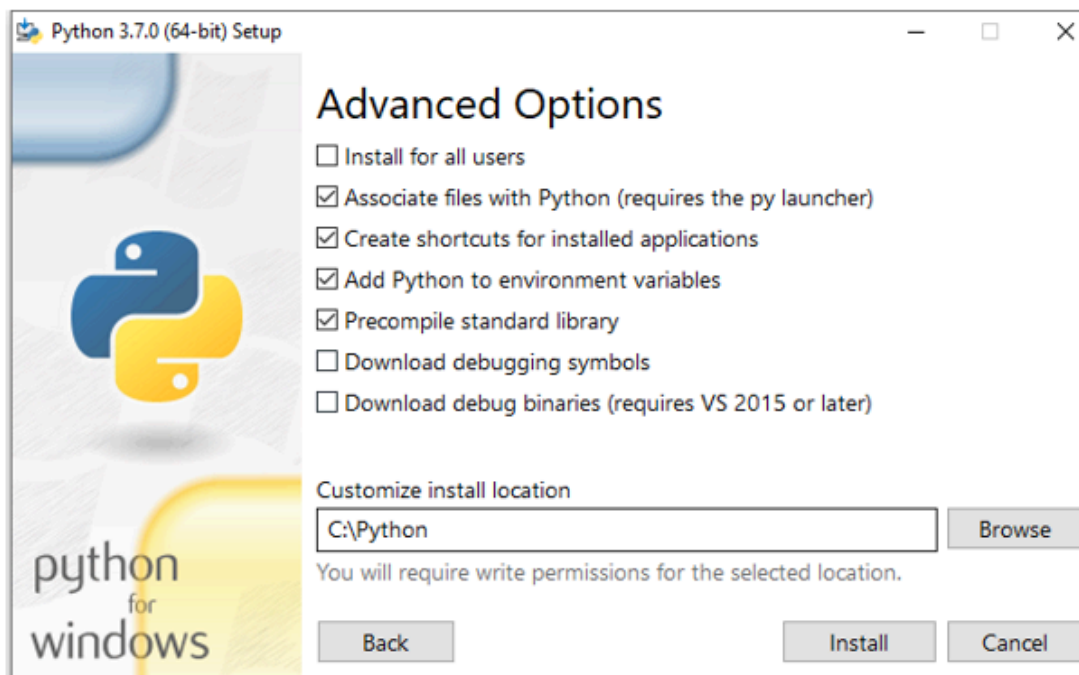 Python 3.7.0 (64-bit) Setup
Advanced Options
Install for all users
Associate files with Python (requires the py launcher)
Create shortcuts for installed applications
Add Python to environment variables
Precompile standard library
Download debugging symbols
Download debug binaries (requires VS 2015 or later)
Customize install location
C:\Python
Browse
You will require write permissions for the selected location.
python
for
windows
Back
Install
Cancel